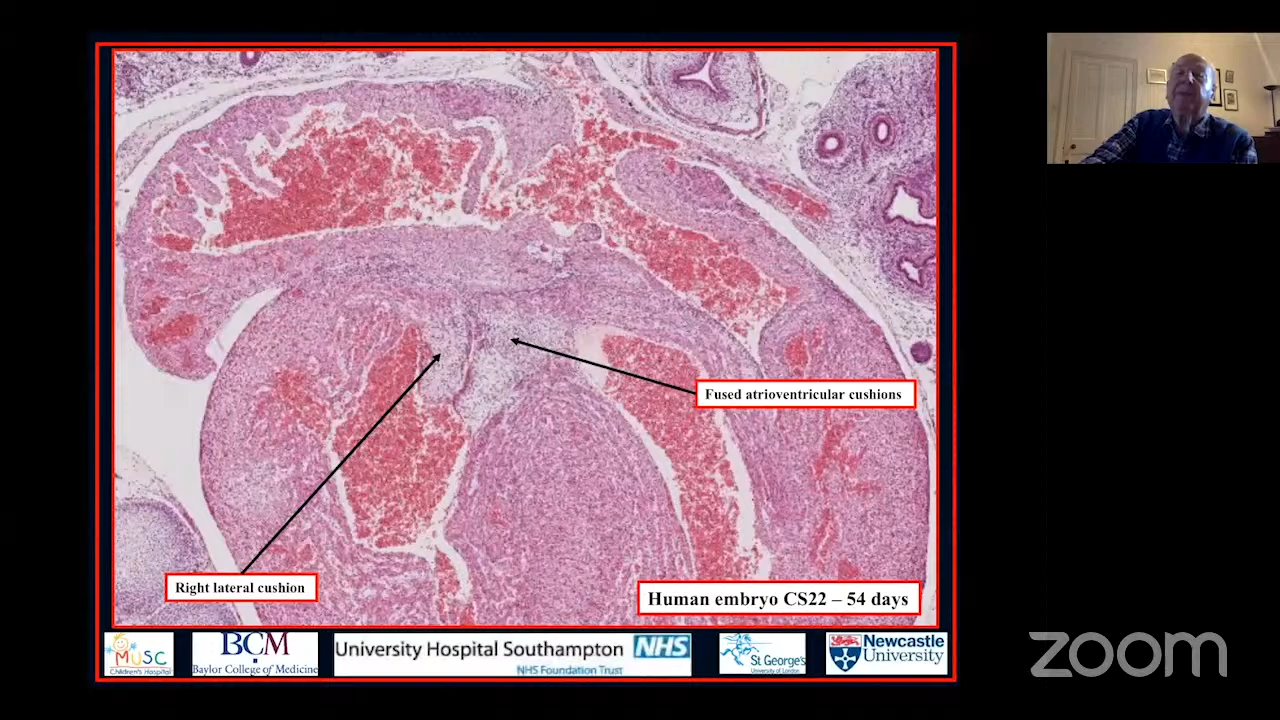 Fused atrioventricular cushions
Right lateral cushion
Human embryo CS22 – 54 days
MUSC
Children's Hospital
BCM
Baylor College of Medicine
University Hospital Southampton NHS
NHS Foundation Trust
St George's
University of London
Newcastle
University
zoom